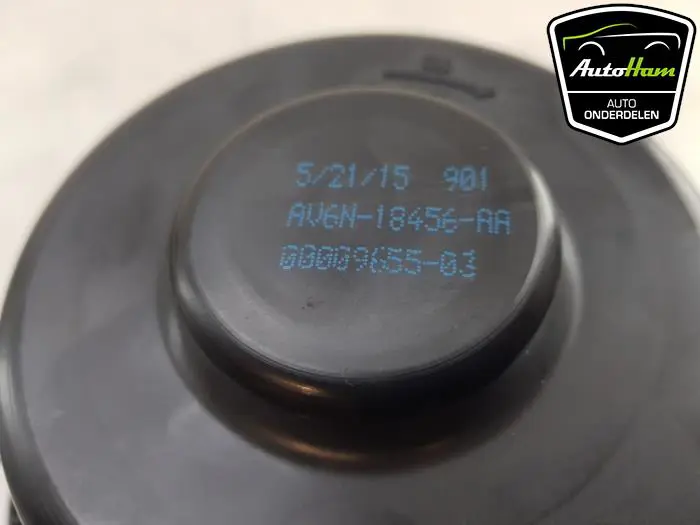 AutoHam
AUTO
ONDERDELEN
5/21/15 901
AV6N-18456-AA
00009655-03